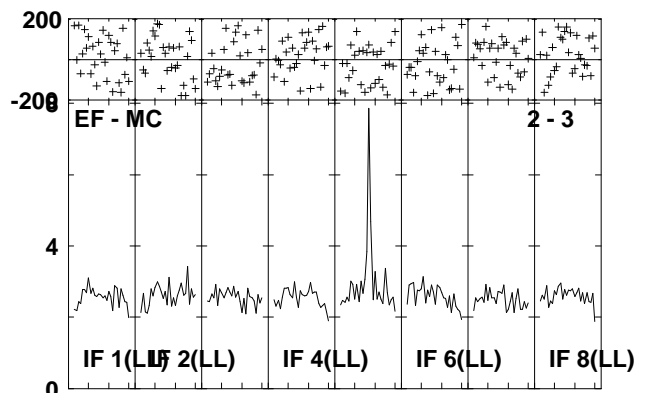 200
-200
8
EF - MC 2 - 3
4
IF 1(LL) IF 2(LL) IF 4(LL) IF 6(LL) IF 8(LL)
0